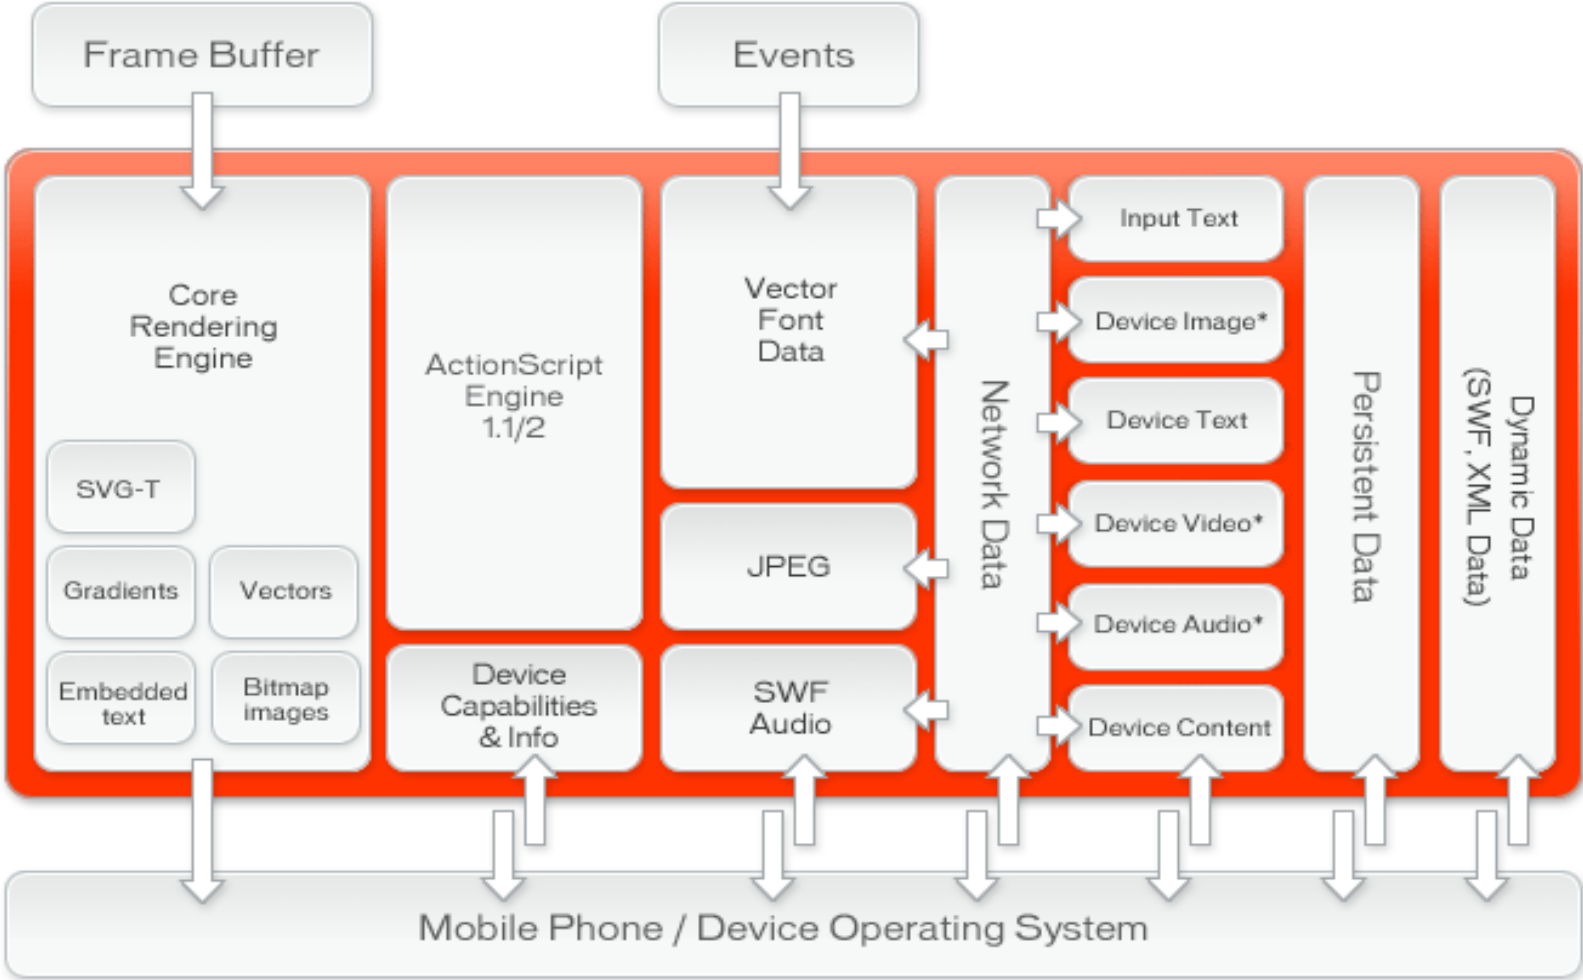 Frame Buffer
Events
Core
Rendering
Engine
SVG-T
Gradients
Vectors
Embedded
text
Bitmap
images
ActionScript
Engine
1.1/2
Device
Capabilities
& Info
Vector
Font
Data
JPEG
SWF
Audio
Network Data
Input Text
Device Image*
Device Text
Device Video*
Device Audio*
Device Content
Persistent Data
Dynamic Data
(SWF, XML Data)
Mobile Phone / Device Operating System